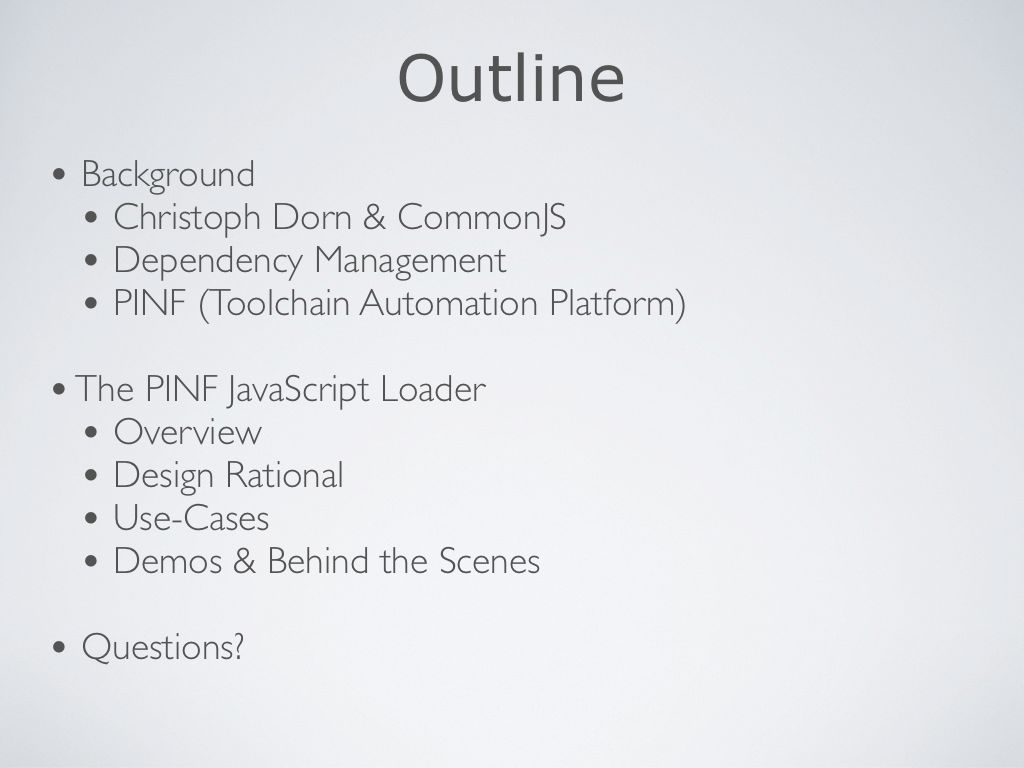 Outline
• Background
• Christoph Dorn & CommonJS
• Dependency Management
• PINF (Toolchain Automation Platform)
• The PINF JavaScript Loader
• Overview
• Design Rational
• Use-Cases
• Demos & Behind the Scenes
• Questions?